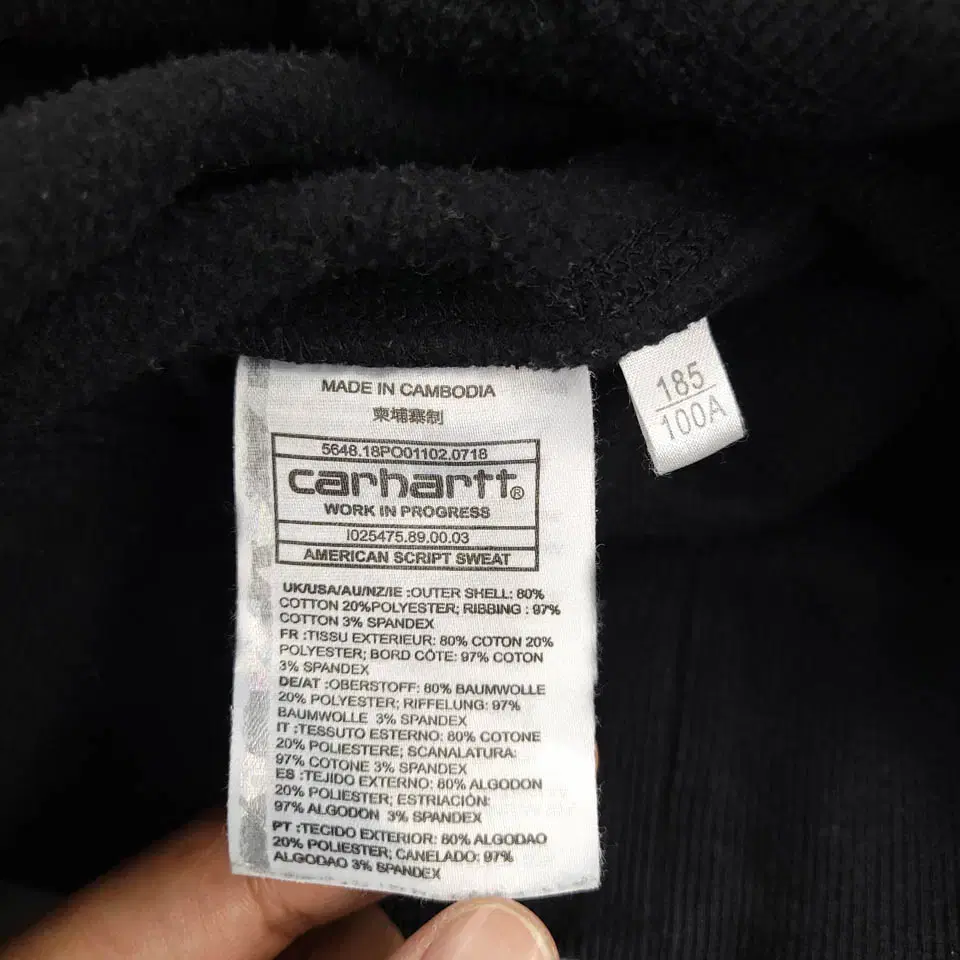 MADE IN CAMBODIA
柬埔寨制
5648.18PO01102.0718
carhartt®
WORK IN PROGRESS
I025475.89.00.03
AMERICAN SCRIPT SWEAT
UK/USA/AU/NZ/IE :OUTER SHELL: 80%
COTTON 20%POLYESTER; RIBBING : 97%
COTTON 3% SPANDEX
FR :TISSU EXTERIEUR: 80% COTON 20%
POLYESTER; BORD CÔTE: 97% COTON
3% SPANDEX
DE/AT :OBERSTOFF: 80% BAUMWOLLE
20% POLYESTER; RIFFELUNG: 97%
BAUMWOLLE 3% SPANDEX
IT :TESSUTO ESTERNO: 80% COTONE
20% POLIESTERE; SCANALATURA:
97% COTONE 3% SPANDEX
ES :TEJIDO EXTERNO: 80% ALGODON
20% POLIESTER; ESTRIACIÓN:
97% ALGODON 3% SPANDEX
PT :TECIDO EXTERIOR: 80% ALGODAO
20% POLIESTER; CANELADO: 97%
ALGODAO 3% SPANDEX
185
100A